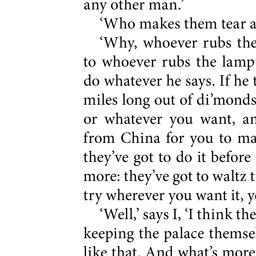 any other man.’
‘Who makes them tear a
‘Why, whoever rubs the
to whoever rubs the lamp
do whatever he says. If he t
miles long out of di’monds
or whatever you want, an
from China for you to ma
they’ve got to do it before
more: they’ve got to waltz t
try wherever you want it, y
‘Well,’ says I, ‘I think the
keeping the palace themse
like that. And what’s more